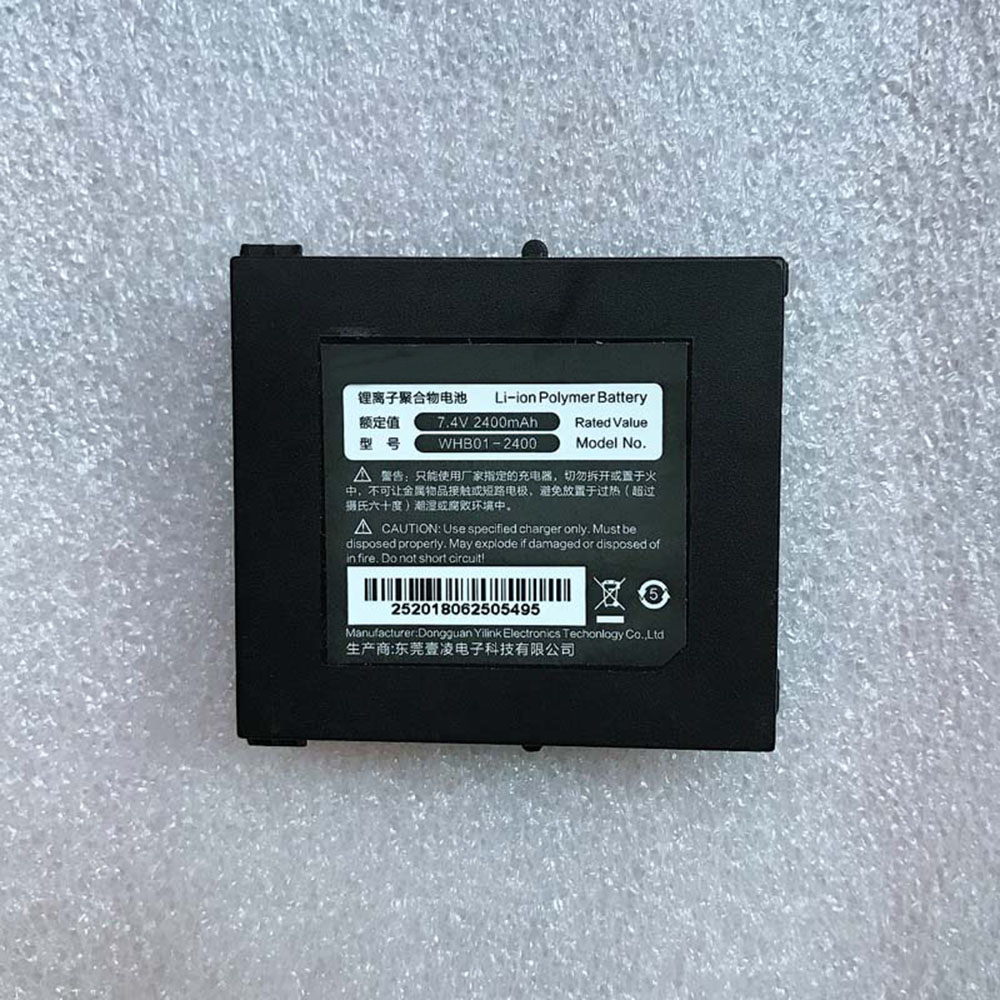 锂离子聚合物电池 Li-ion Polymer Battery
额定值 7.4V 2400mAh Rated Value
型 号 WHB01-2400 Model No.
警告: 只能使用厂家指定的充电器, 切勿拆开或置于火
中, 不可让金属物品接触或短路电极, 避免放置于过热 (超过
摄氏六十度) 潮湿或腐败环境中。
CAUTION: Use specified charger only. Must be
disposed properly. May explode if damaged or disposed of
in fire. Do not short circuit!
252018062505495
5
Manufacturer:Dongguan Yilink Electronics Techonlogy Co.,Ltd
生产商:东莞壹凌电子科技有限公司